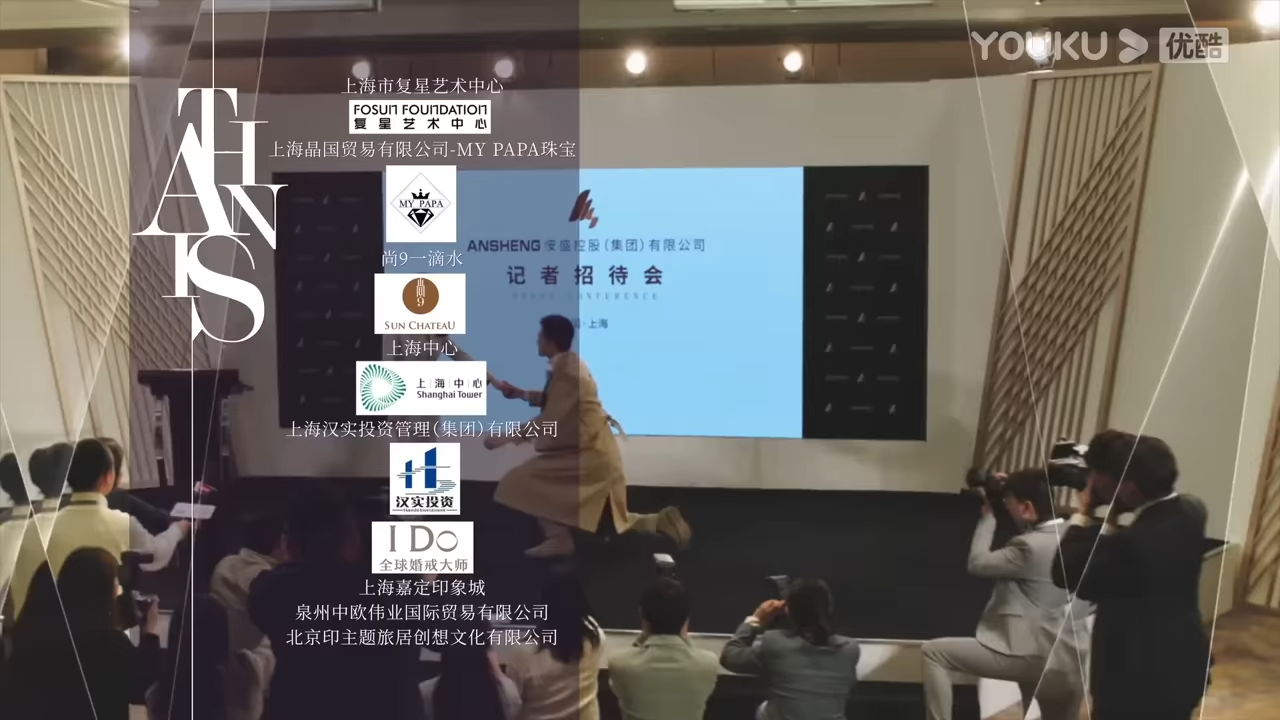 YOUKU 优酷
THANKS
上海市复星艺术中心
FOSUN FOUNDATION
复星艺术中心
上海晶国贸易有限公司-MY PAPA珠宝
MY PAPA
尚9一滴水
尚9
SUN CHATEAU
上海中心
上海中心
Shanghai Tower
上海汉实投资管理(集团)有限公司
汉实投资
I DO
全球婚戒大师
上海嘉定印象城
泉州中欧伟业国际贸易有限公司
北京印主题旅居创想文化有限公司
ANSHENG 安盛控股(集团)有限公司
记者招待会
PRESS CONFERENCE
上海